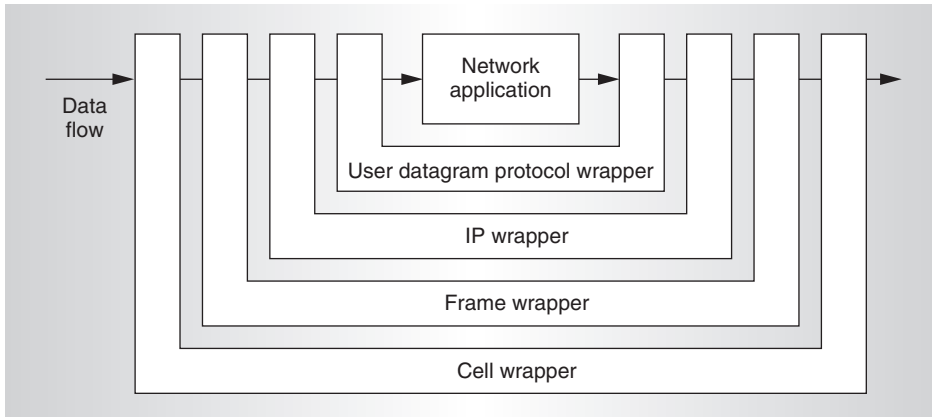 Network
application
Data
flow
User datagram protocol wrapper
IP wrapper
Frame wrapper
Cell wrapper